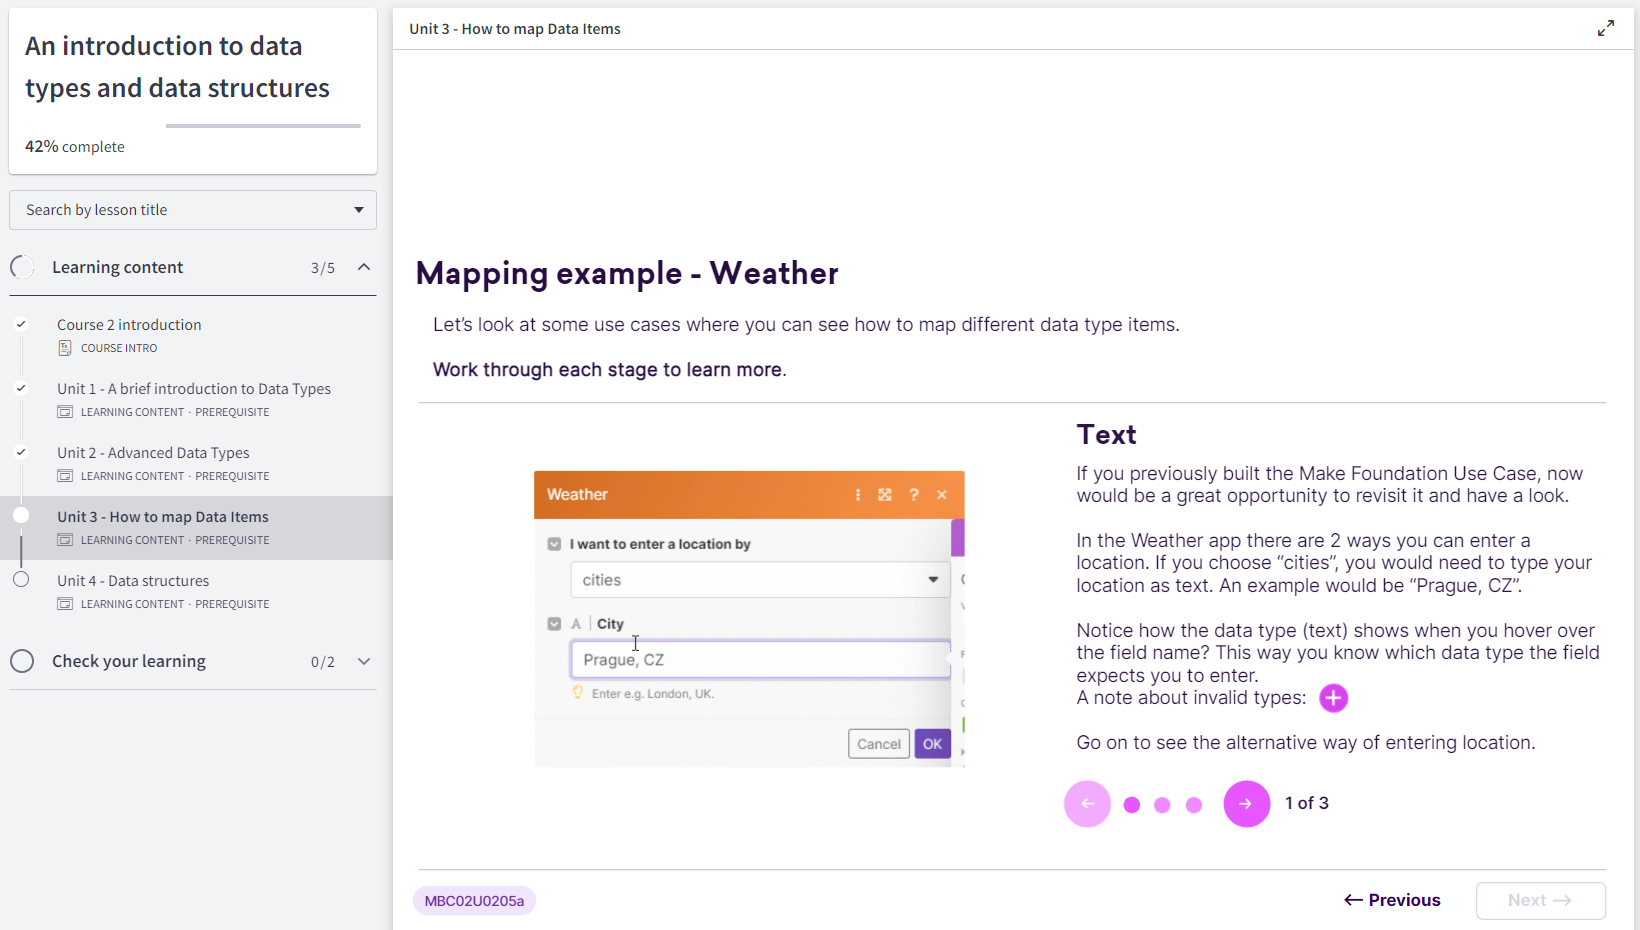 An introduction to data
types and data structures
42% complete
Search by lesson title
Learning content 3/5
Course 2 introduction
COURSE INTRO
Unit 1 - A brief introduction to Data Types
LEARNING CONTENT · PREREQUISITE
Unit 2 - Advanced Data Types
LEARNING CONTENT · PREREQUISITE
Unit 3 - How to map Data Items
LEARNING CONTENT · PREREQUISITE
Unit 4 - Data structures
LEARNING CONTENT · PREREQUISITE
Check your learning 0/2
Unit 3 - How to map Data Items
Mapping example - Weather
Let's look at some use cases where you can see how to map different data type items.
Work through each stage to learn more.
Weather
I want to enter a location by
cities
A | City
Prague, CZ
Enter e.g. London, UK.
Cancel OK
Text
If you previously built the Make Foundation Use Case, now
would be a great opportunity to revisit it and have a look.
In the Weather app there are 2 ways you can enter a
location. If you choose “cities”, you would need to type your
location as text. An example would be “Prague, CZ”.
Notice how the data type (text) shows when you hover over
the field name? This way you know which data type the field
expects you to enter.
A note about invalid types:
Go on to see the alternative way of entering location.
1 of 3
MBC02U0205a
← Previous
Next →